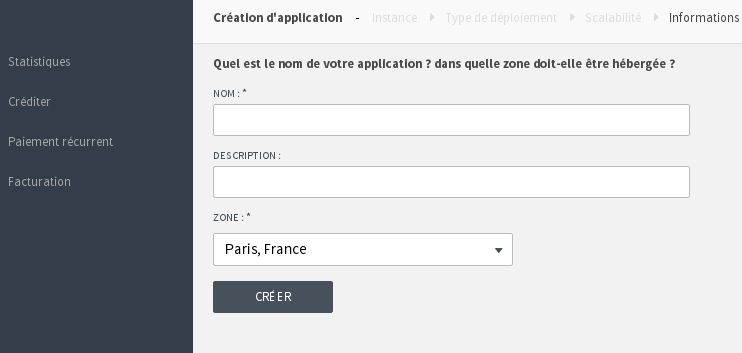 Création d'application - Instance Type de déploiement Scalabilité Informations
Statistiques
Créditer
Paiement récurrent
Facturation
Quel est le nom de votre application ? dans quelle zone doit-elle être hébergée ?
NOM : *
DESCRIPTION :
ZONE : *
Paris, France
CRÉER